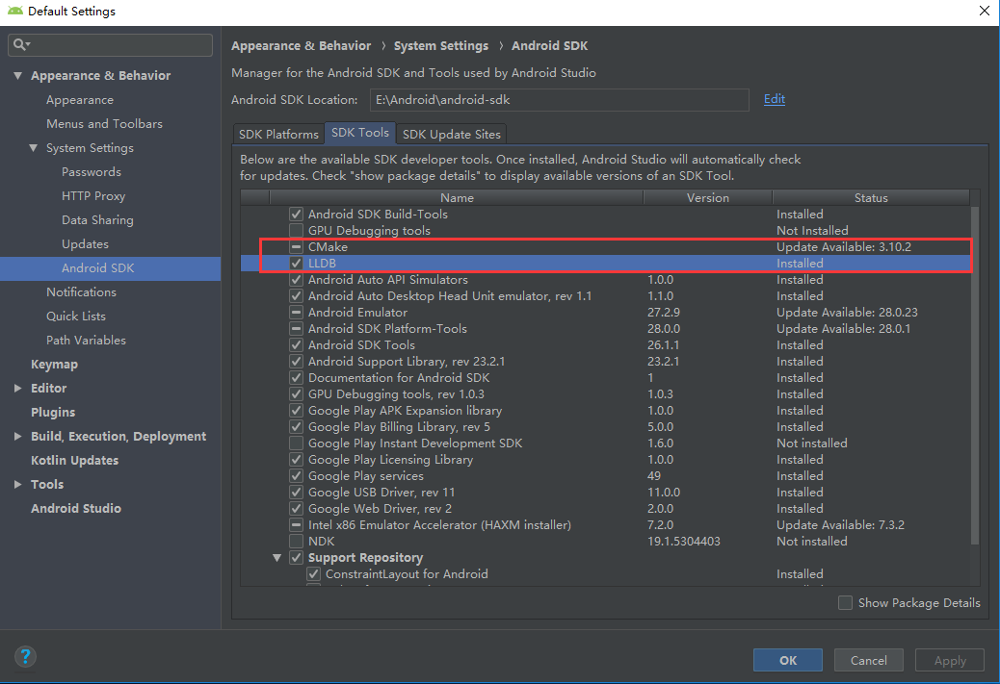 Default Settings
Appearance & Behavior
Appearance
Menus and Toolbars
System Settings
Passwords
HTTP Proxy
Data Sharing
Updates
Android SDK
Notifications
Quick Lists
Path Variables
Keymap
Editor
Plugins
Build, Execution, Deployment
Kotlin Updates
Tools
Android Studio
Appearance & Behavior › System Settings › Android SDK
Manager for the Android SDK and Tools used by Android Studio
Android SDK Location: E:\Android\android-sdk Edit
SDK Platforms SDK Tools SDK Update Sites
Below are the available SDK developer tools. Once installed, Android Studio will automatically check
for updates. Check "show package details" to display available versions of an SDK Tool.
Name Version Status
Android SDK Build-Tools Installed
GPU Debugging tools Not Installed
CMake Update Available: 3.10.2
LLDB Installed
Android Auto API Simulators 1.0.0 Installed
Android Auto Desktop Head Unit emulator, rev 1.1 1.1.0 Installed
Android Emulator 27.2.9 Update Available: 28.0.23
Android SDK Platform-Tools 28.0.0 Update Available: 28.0.1
Android SDK Tools 26.1.1 Installed
Android Support Library, rev 23.2.1 23.2.1 Installed
Documentation for Android SDK 1 Installed
GPU Debugging tools, rev 1.0.3 1.0.3 Installed
Google Play APK Expansion library 1.0.0 Installed
Google Play Billing Library, rev 5 5.0.0 Installed
Google Play Instant Development SDK 1.6.0 Not installed
Google Play Licensing Library 1.0.0 Installed
Google Play services 49 Installed
Google USB Driver, rev 11 11.0.0 Installed
Google Web Driver, rev 2 2.0.0 Installed
Intel x86 Emulator Accelerator (HAXM installer) 7.2.0 Update Available: 7.3.2
NDK 19.1.5304403 Not installed
Support Repository
ConstraintLayout for Android Installed
Show Package Details
? OK Cancel Apply